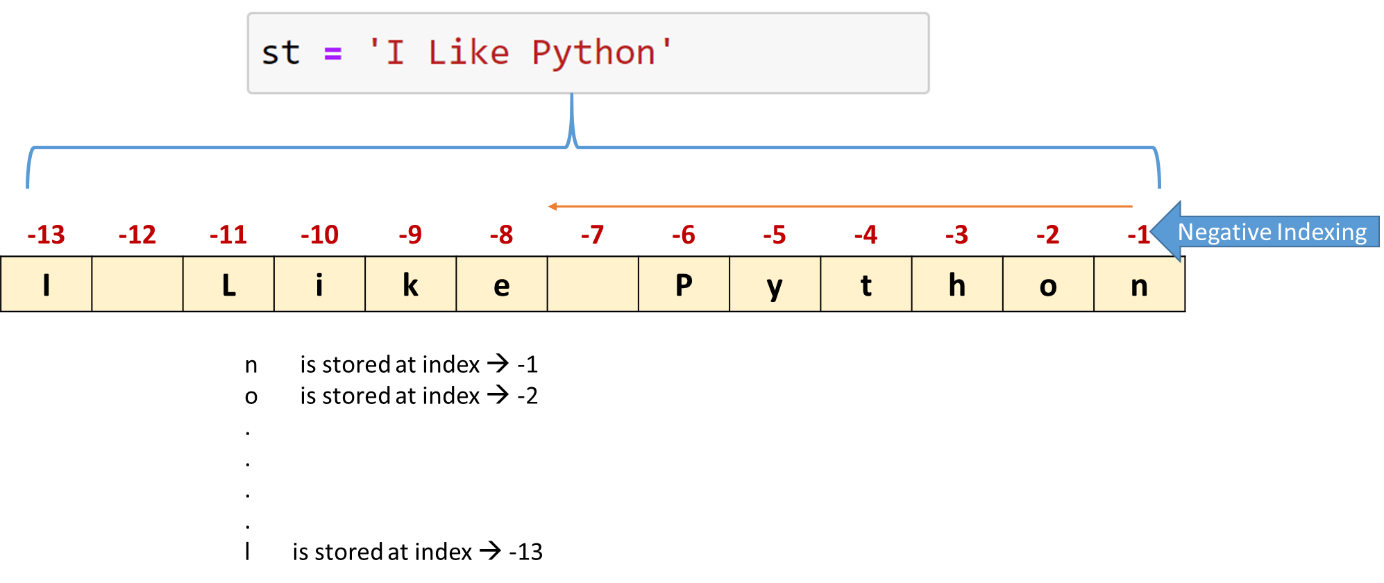 st = 'I Like Python'
-13 -12 -11 -10 -9 -8 -7 -6 -5 -4 -3 -2 -1 Negative Indexing
I L i k e P y t h o n
n is stored at index → -1
o is stored at index → -2
.
.
.
.
I is stored at index → -13